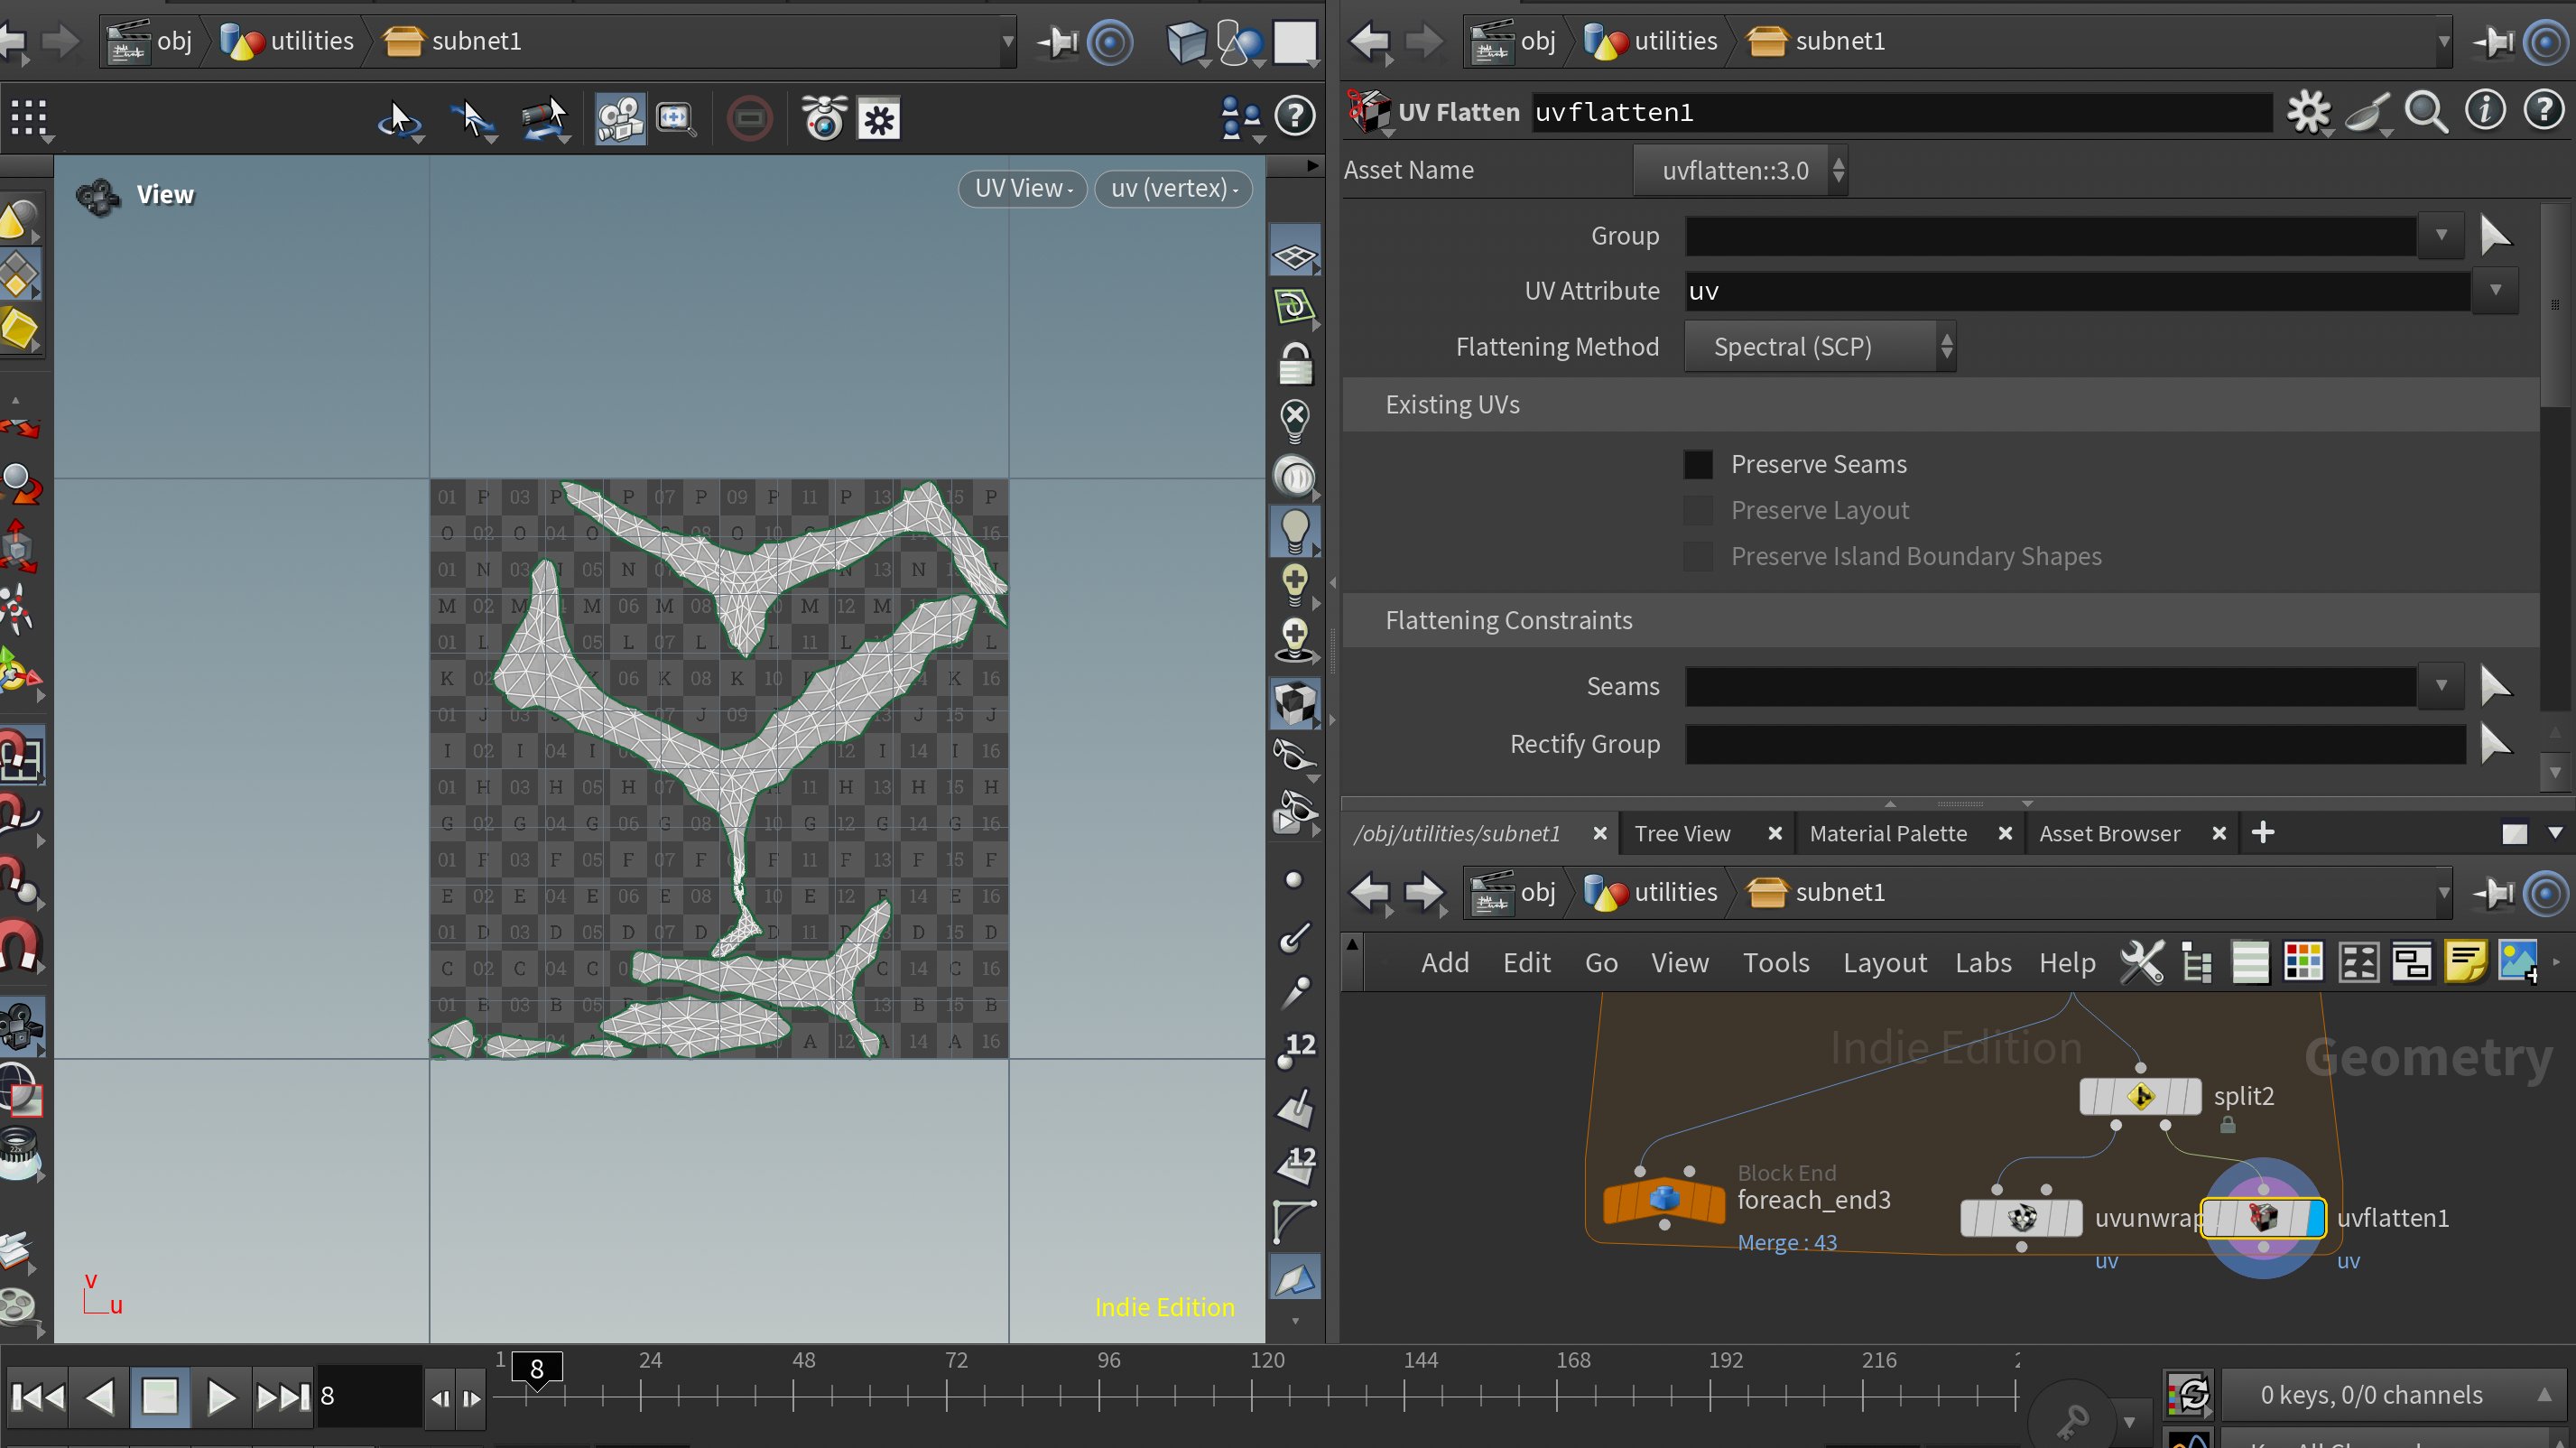 obj utilities subnet1
obj utilities subnet1
UV Flatten uvflatten1
Asset Name uvflatten::3.0
View
UV View
uv (vertex)
Group
UV Attribute uv
Flattening Method Spectral (SCP)
Existing UVs
Preserve Seams
Preserve Layout
Preserve Island Boundary Shapes
Flattening Constraints
Seams
Rectify Group
/obj/utilities/subnet1
Tree View
Material Palette
Asset Browser
obj utilities subnet1
Add Edit Go View Tools Layout Labs Help
Indie Edition
Geometry
split2
Block End
foreach_end3
Merge : 43
uvunwrap
uv
uvflatten1
uv
12
12
v
u
Indie Edition
1 8 24 48 72 96 120 144 168 192 216
8
0 keys, 0/0 channels